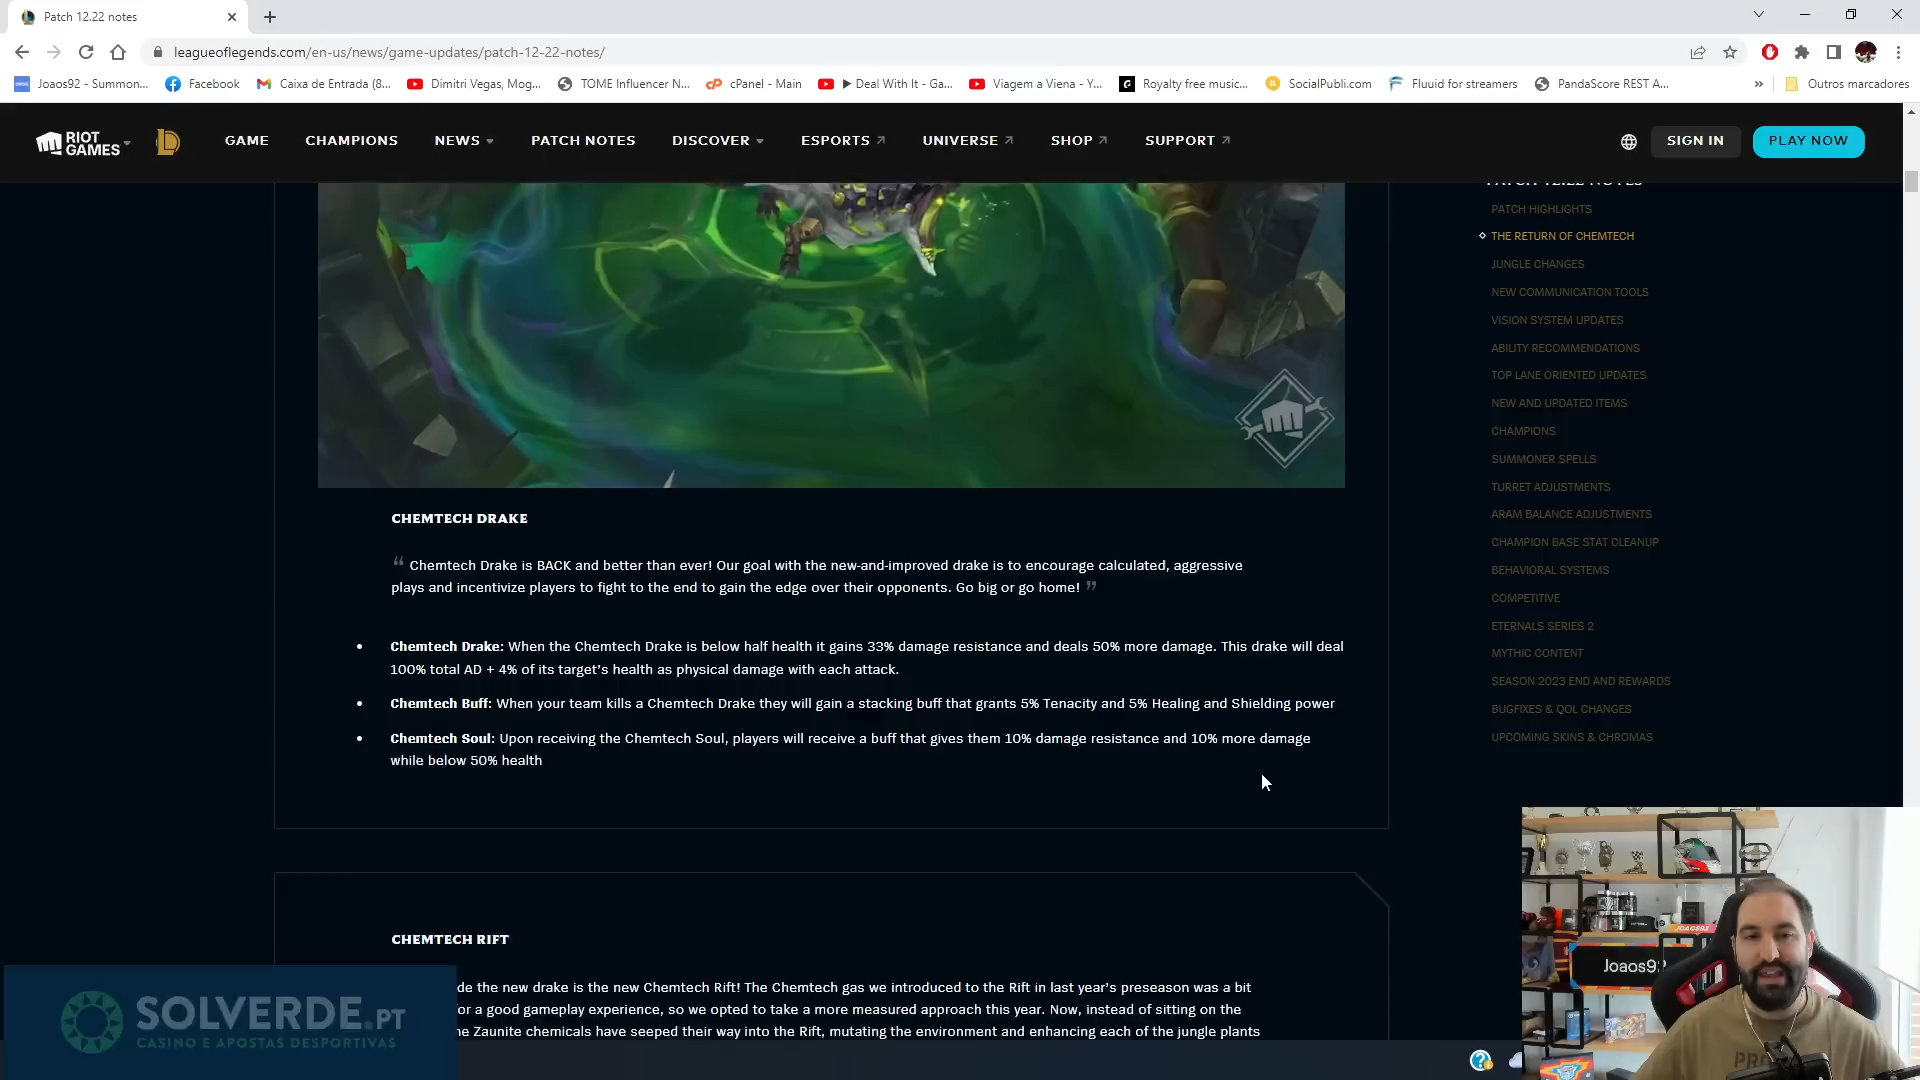 Patch 12.22 notes
leagueoflegends.com/en-us/news/game-updates/patch-12-22-notes/
Joaos92 - Summon... Facebook Caixa de Entrada (8... Dimitri Vegas, Mog... TOME Influencer N... cPanel - Main ▶ Deal With It - Ga... Viagem a Viena - Y... Royalty free music... SocialPubli.com Fluuid for streamers PandaScore REST A... » Outros marcadores
RIOT GAMES GAME CHAMPIONS NEWS PATCH NOTES DISCOVER ESPORTS UNIVERSE SHOP SUPPORT SIGN IN PLAY NOW
PATCH 12.22 NOTES
PATCH HIGHLIGHTS
THE RETURN OF CHEMTECH
JUNGLE CHANGES
NEW COMMUNICATION TOOLS
VISION SYSTEM UPDATES
ABILITY RECOMMENDATIONS
TOP LANE ORIENTED UPDATES
NEW AND UPDATED ITEMS
CHAMPIONS
SUMMONER SPELLS
TURRET ADJUSTMENTS
ARAM BALANCE ADJUSTMENTS
CHAMPION BASE STAT CLEANUP
BEHAVIORAL SYSTEMS
COMPETITIVE
ETERNALS SERIES 2
MYTHIC CONTENT
SEASON 2023 END AND REWARDS
BUGFIXES & QOL CHANGES
UPCOMING SKINS & CHROMAS
CHEMTECH DRAKE
“ Chemtech Drake is BACK and better than ever! Our goal with the new-and-improved drake is to encourage calculated, aggressive
plays and incentivize players to fight to the end to gain the edge over their opponents. Go big or go home! ”
• Chemtech Drake: When the Chemtech Drake is below half health it gains 33% damage resistance and deals 50% more damage. This drake will deal
100% total AD + 4% of its target's health as physical damage with each attack.
• Chemtech Buff: When your team kills a Chemtech Drake they will gain a stacking buff that grants 5% Tenacity and 5% Healing and Shielding power
• Chemtech Soul: Upon receiving the Chemtech Soul, players will receive a buff that gives them 10% damage resistance and 10% more damage
while below 50% health
CHEMTECH RIFT
de the new drake is the new Chemtech Rift! The Chemtech gas we introduced to the Rift in last year's preseason was a bit
or a good gameplay experience, so we opted to take a more measured approach this year. Now, instead of sitting on the
ne Zaunite chemicals have seeped their way into the Rift, mutating the environment and enhancing each of the jungle plants
SOLVERDE.PT
CASINO E APOSTAS DESPORTIVAS
JOAOS92
Joaos92